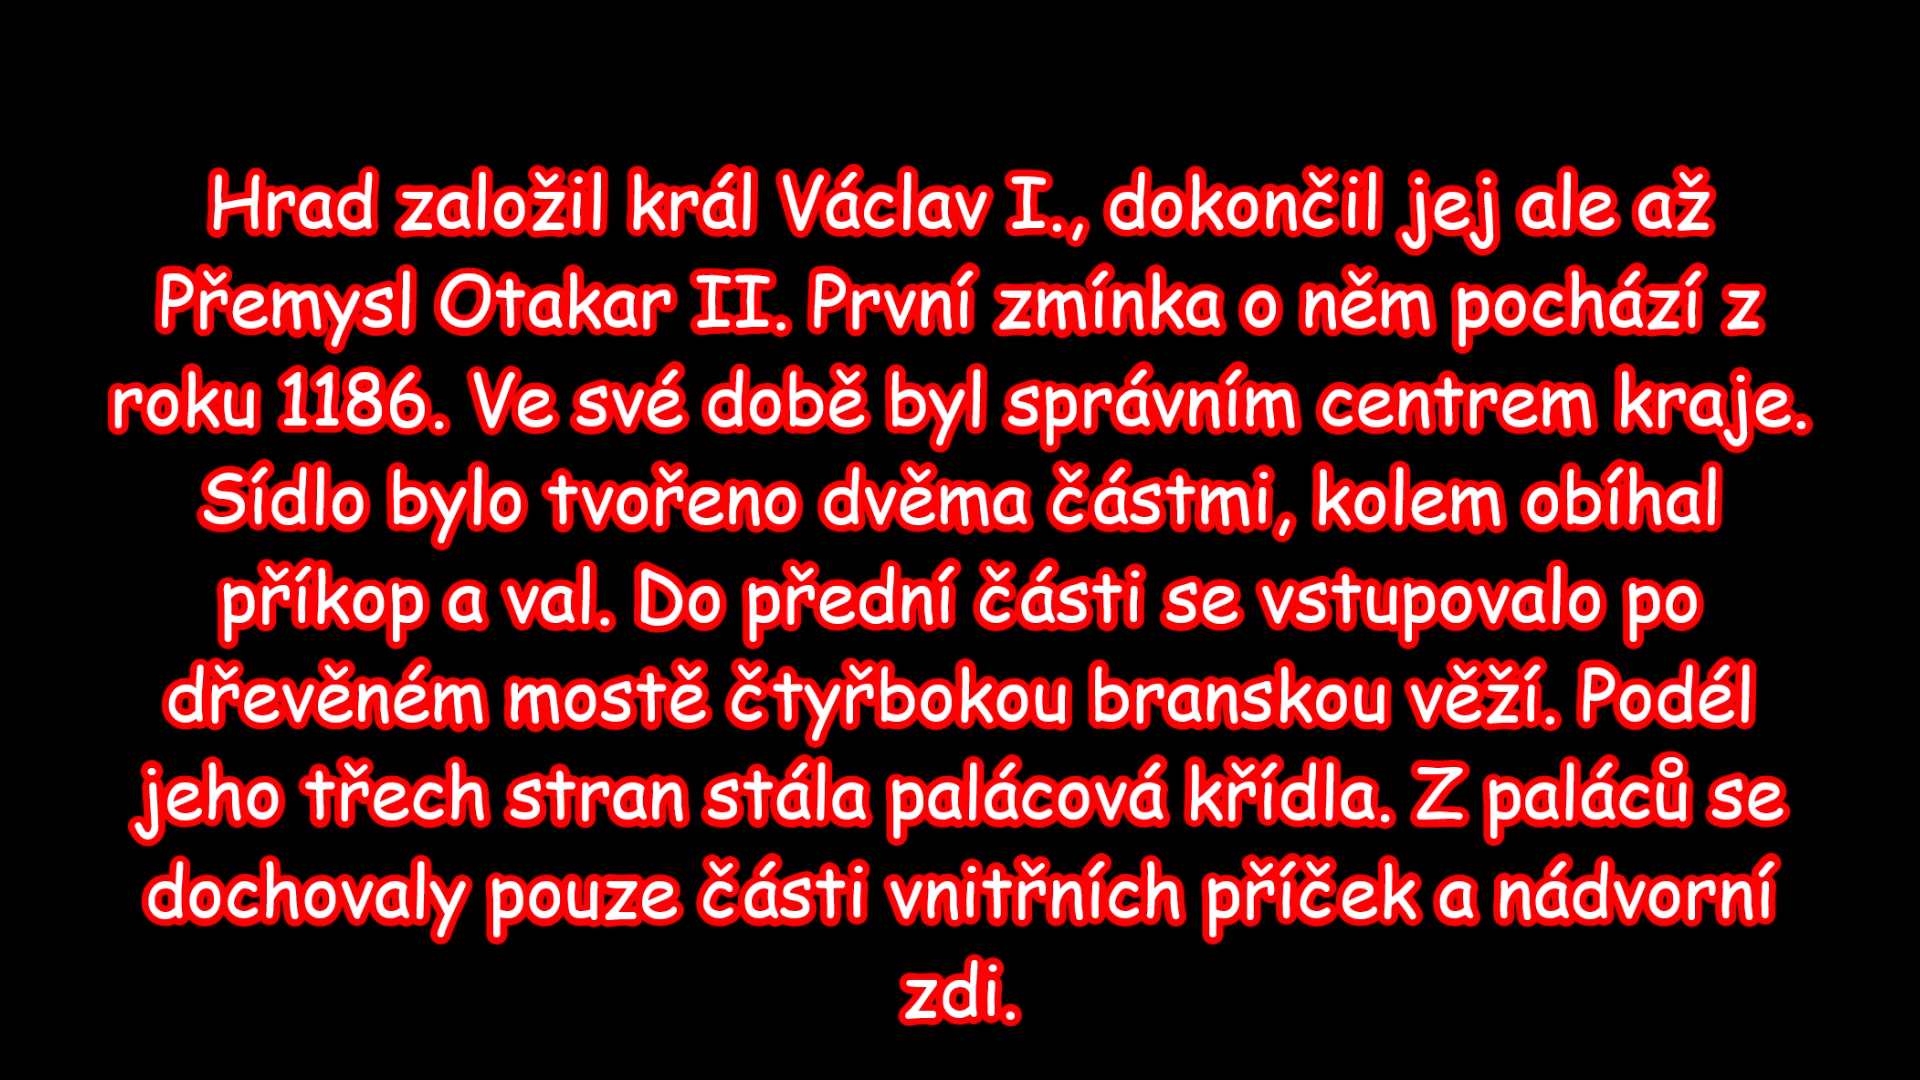 Hrad založil král Václav I., dokončil jej ale až
Přemysl Otakar II. První zmínka o něm pochází z
roku 1186. Ve své době byl správním centrem kraje.
Sídlo bylo tvořeno dvěma částmi, kolem obíhal
příkop a val. Do přední části se vstupovalo po
dřevěném mostě čtyřbokou branskou věží. Podél
jeho třech stran stála palácová křídla. Z paláců se
dochovaly pouze části vnitřních příček a nádvorní
zdi.